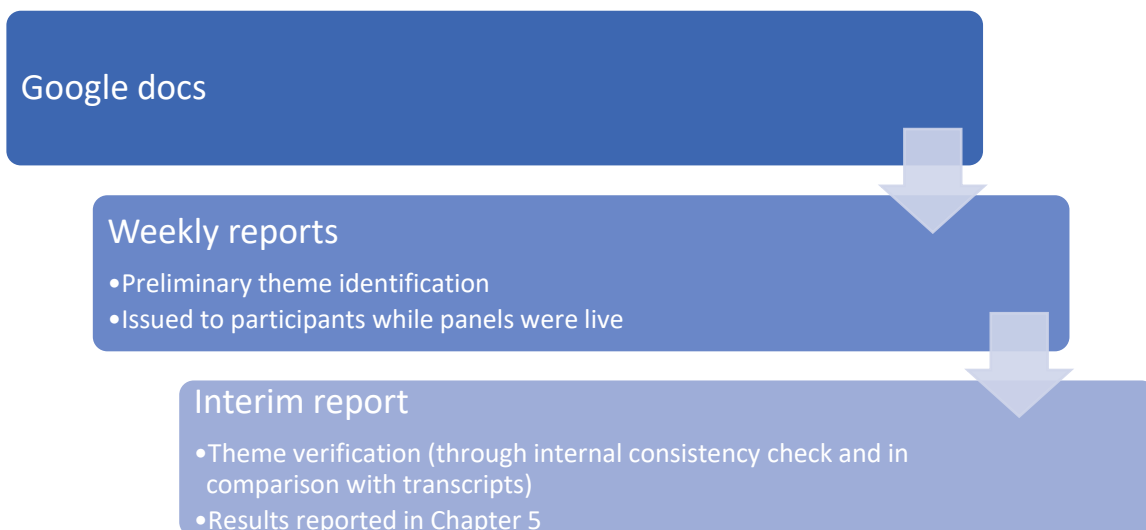 Google docs
Weekly reports
•Preliminary theme identification
•Issued to participants while panels were live
Interim report
•Theme verification (through internal consistency check and in
comparison with transcripts)
•Results reported in Chapter 5